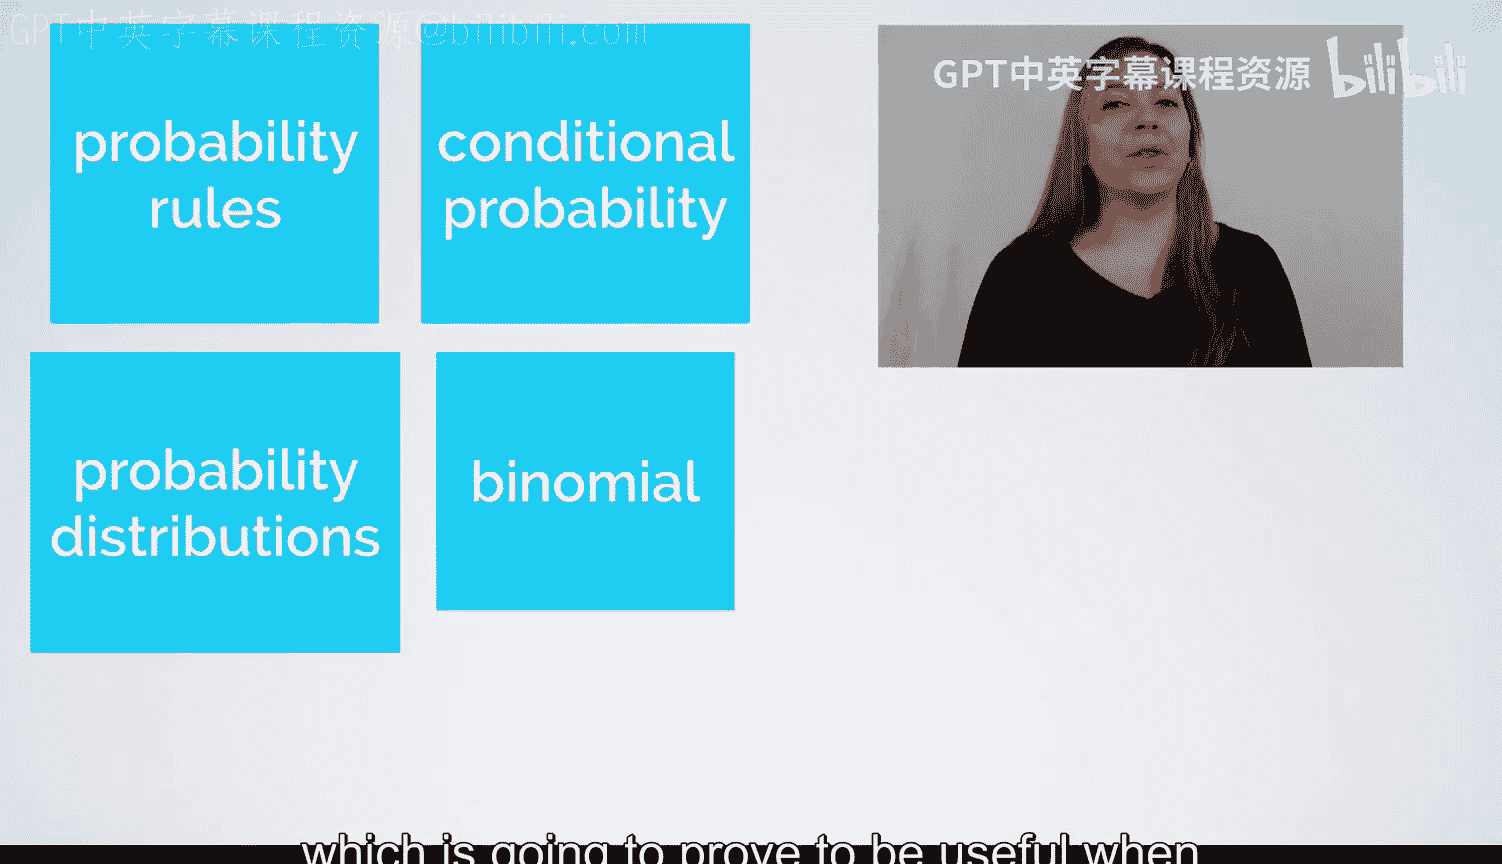 GPT中英字幕课程资源@bilibili.com
GPT中英字幕课程资源 bilibili
probability
rules
conditional
probability
probability
distributions
binomial
which is going to prove to be useful when